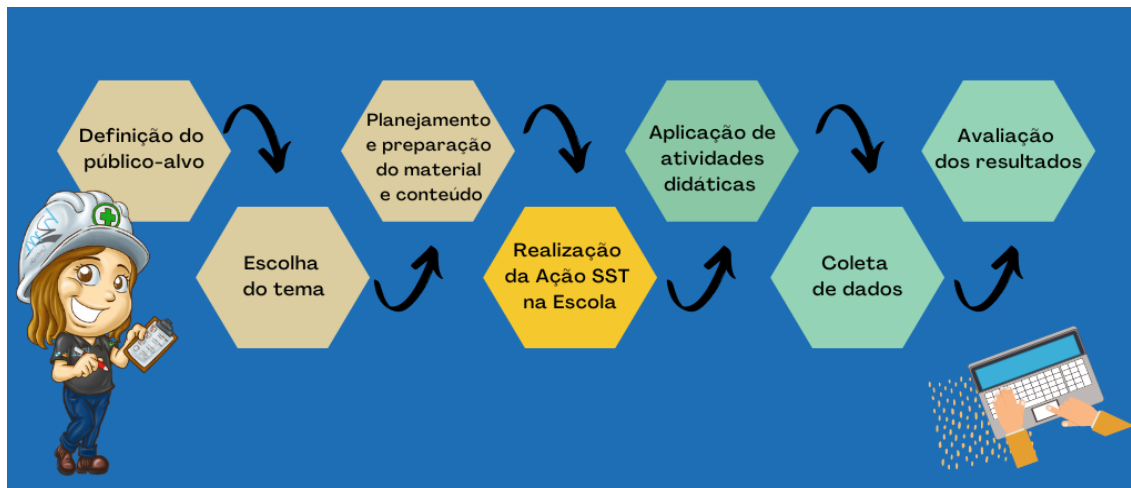 Definição do
público-alvo
Escolha
do tema
Planejamento
e preparação
do material
e conteúdo
Realização
da Ação SST
na Escola
Aplicação de
atividades
didáticas
Coleta
de dados
Avaliação
dos resultados